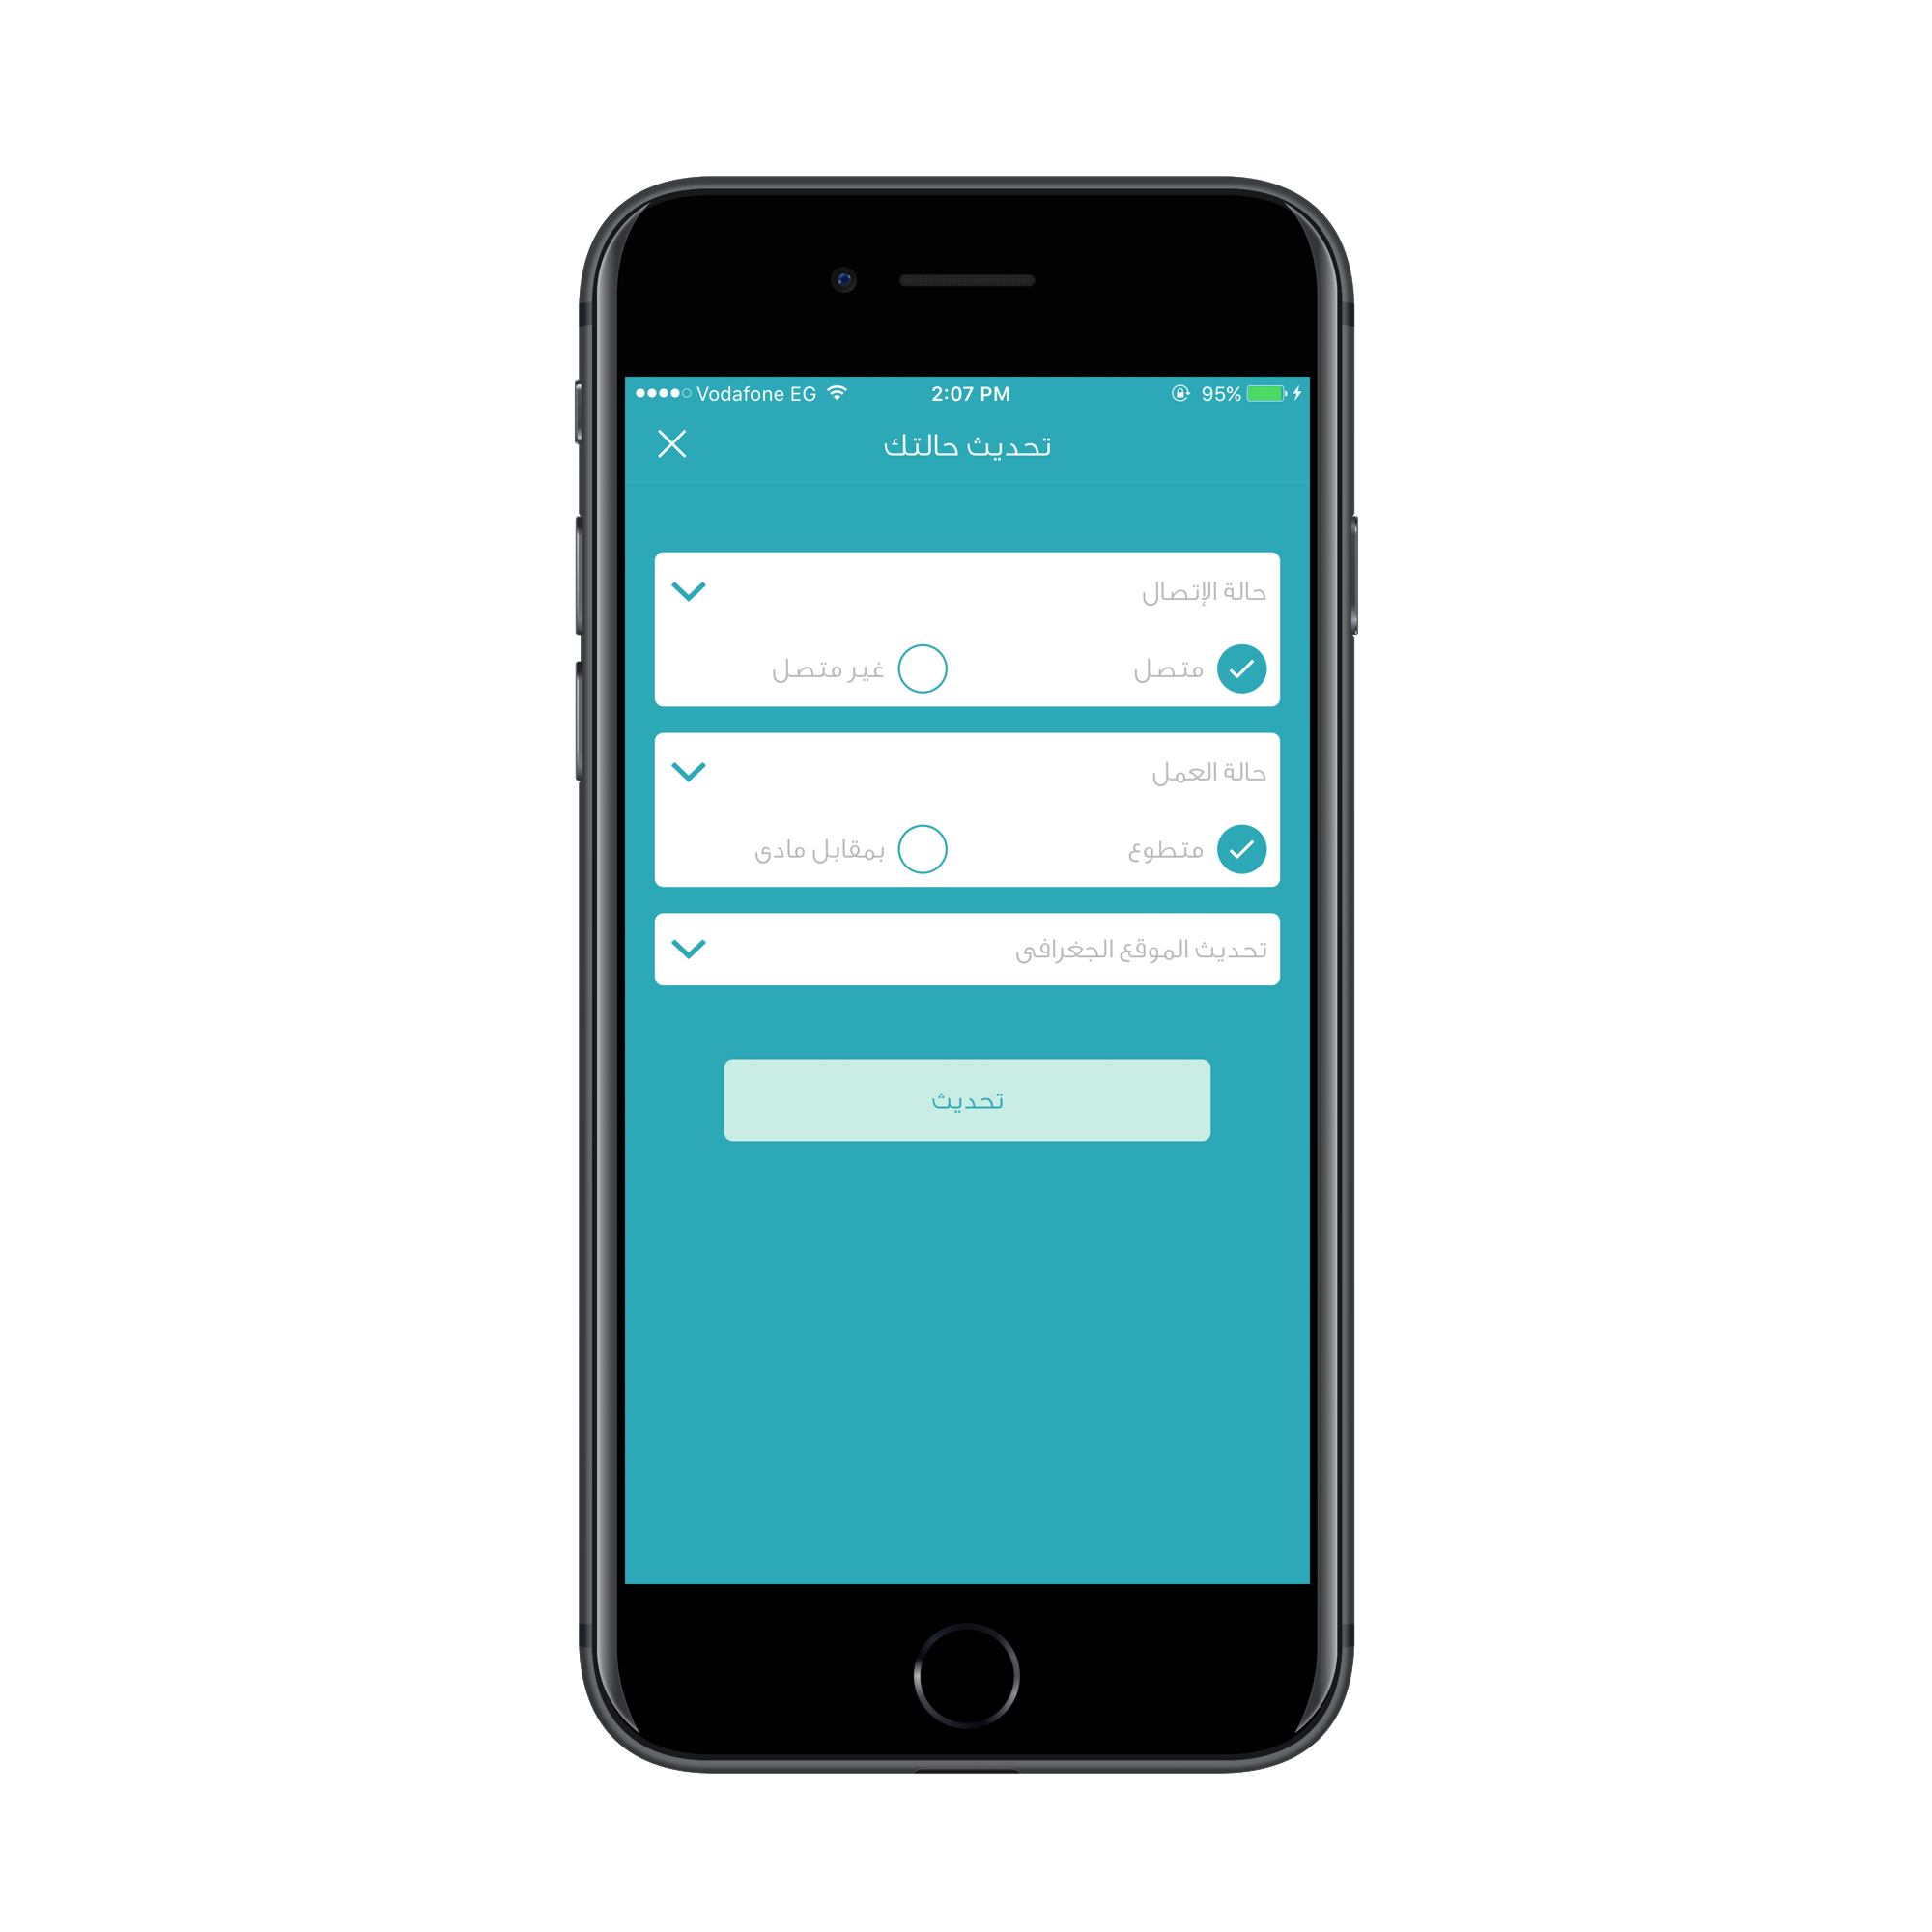 Vodafone EG 2:07 PM 95%
تحديث حالتك
حالة الإتصال
متصل غير متصل
حالة العمل
متطوع بمقابل مادى
تحديث الموقع الجغرافى
تحديث